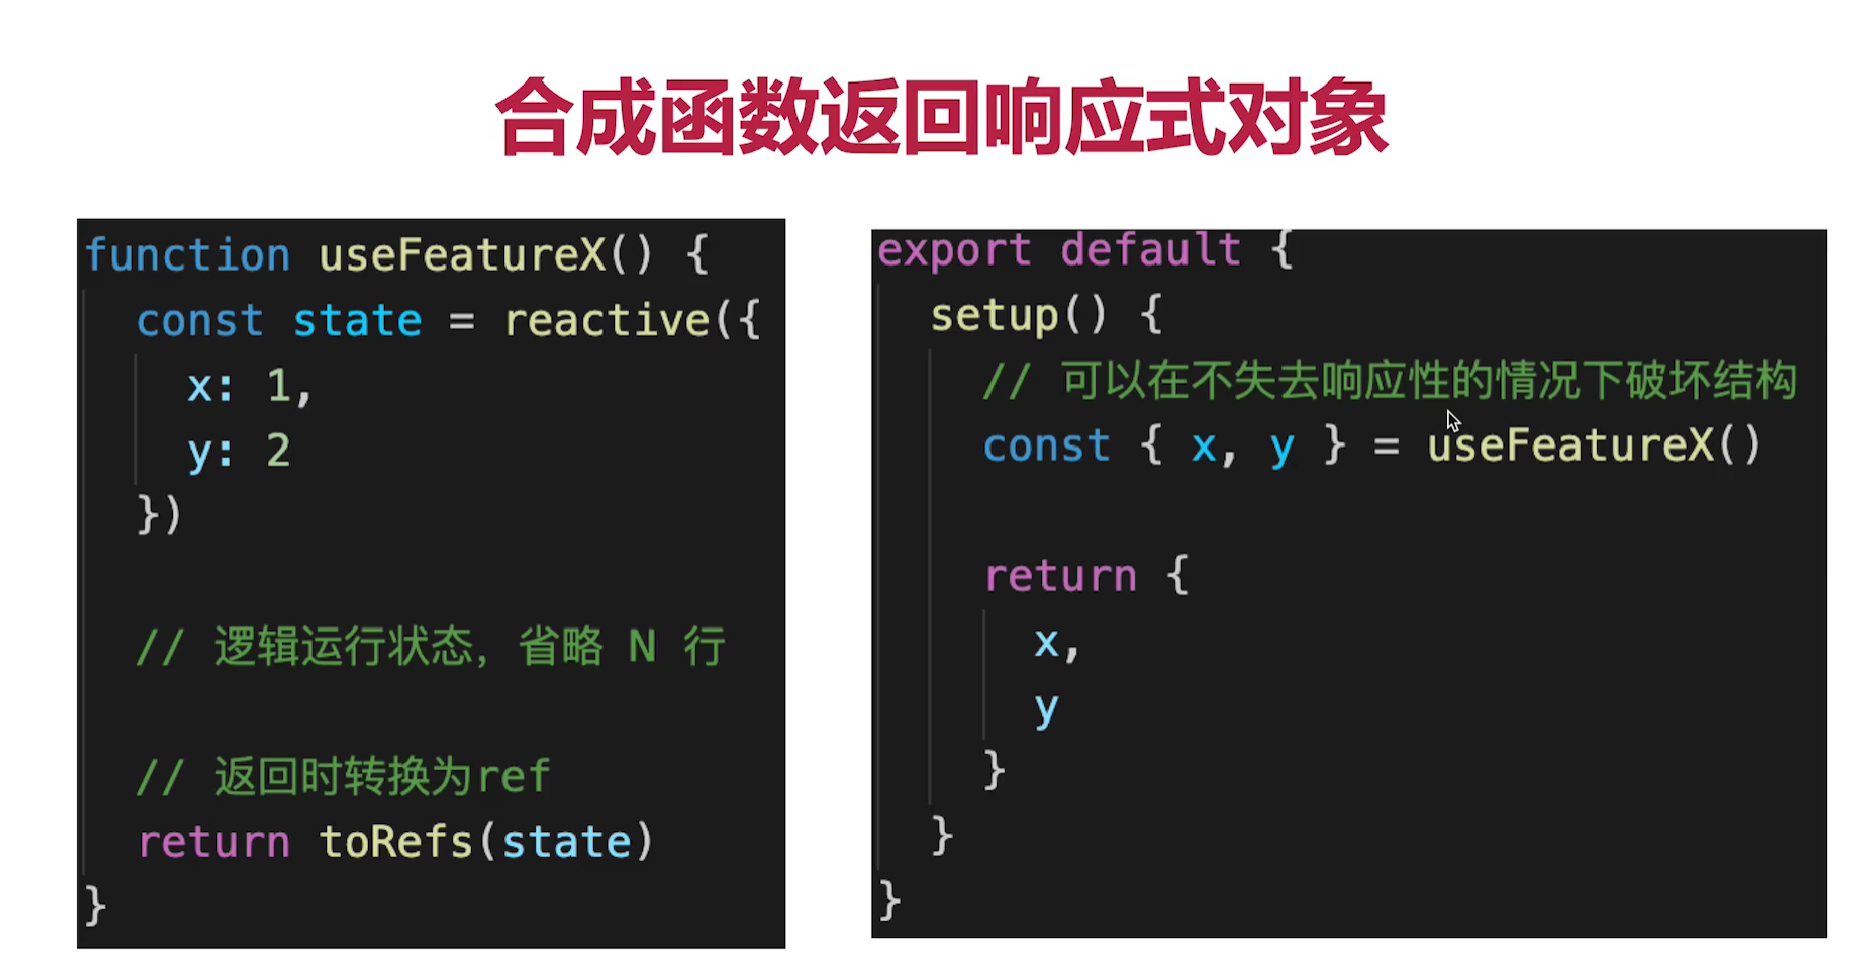 合成函数返回响应式对象
function useFeatureX() {
const state = reactive({
x: 1,
y: 2
})
// 逻辑运行状态，省略 N 行
// 返回时转换为ref
return toRefs(state)
}
export default {
setup() {
// 可以在不失去响应性的情况下破坏结构
const { x, y } = useFeatureX()
return {
x,
y
}
}
}